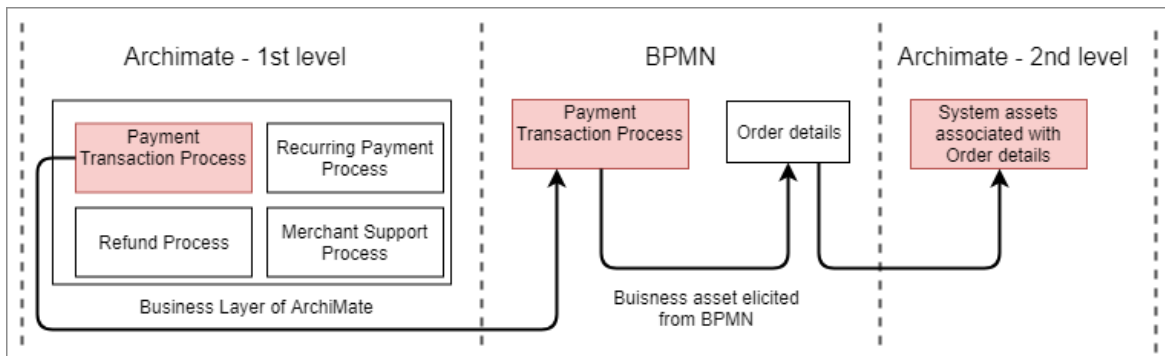 Archimate - 1st level
Payment
Transaction Process
Recurring Payment
Process
Refund Process
Merchant Support
Process
Business Layer of ArchiMate
BPMN
Payment
Transaction Process
Order details
Buisness asset elicited
from BPMN
Archimate - 2nd level
System assets
associated with
Order details